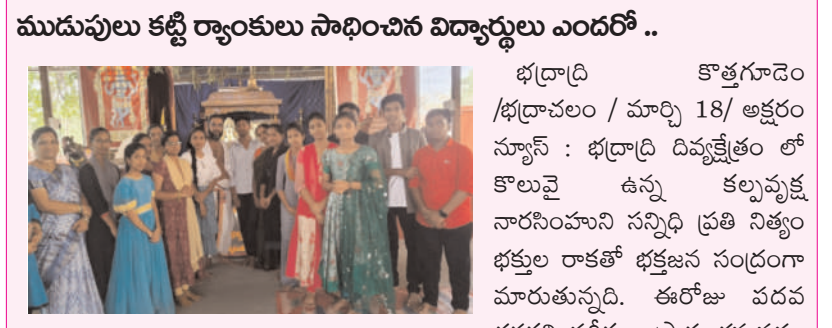 ముడుపులు కట్టి ర్యాంకులు సాధించిన విద్యార్థులు ఎందరో ..
భద్రాద్రి కొత్తగూడెం
/భద్రాచలం / మార్చి 18/ అక్షరం
న్యూస్ : భద్రాద్రి దివ్యక్షేత్రం లో
కొలువై ఉన్న కల్పవృక్ష
నారసింహుని సన్నిధి ప్రతి నిత్యం
భక్తుల రాకతో భక్తజన సంద్రంగా
మారుతున్నది. ఈరోజు పదవ